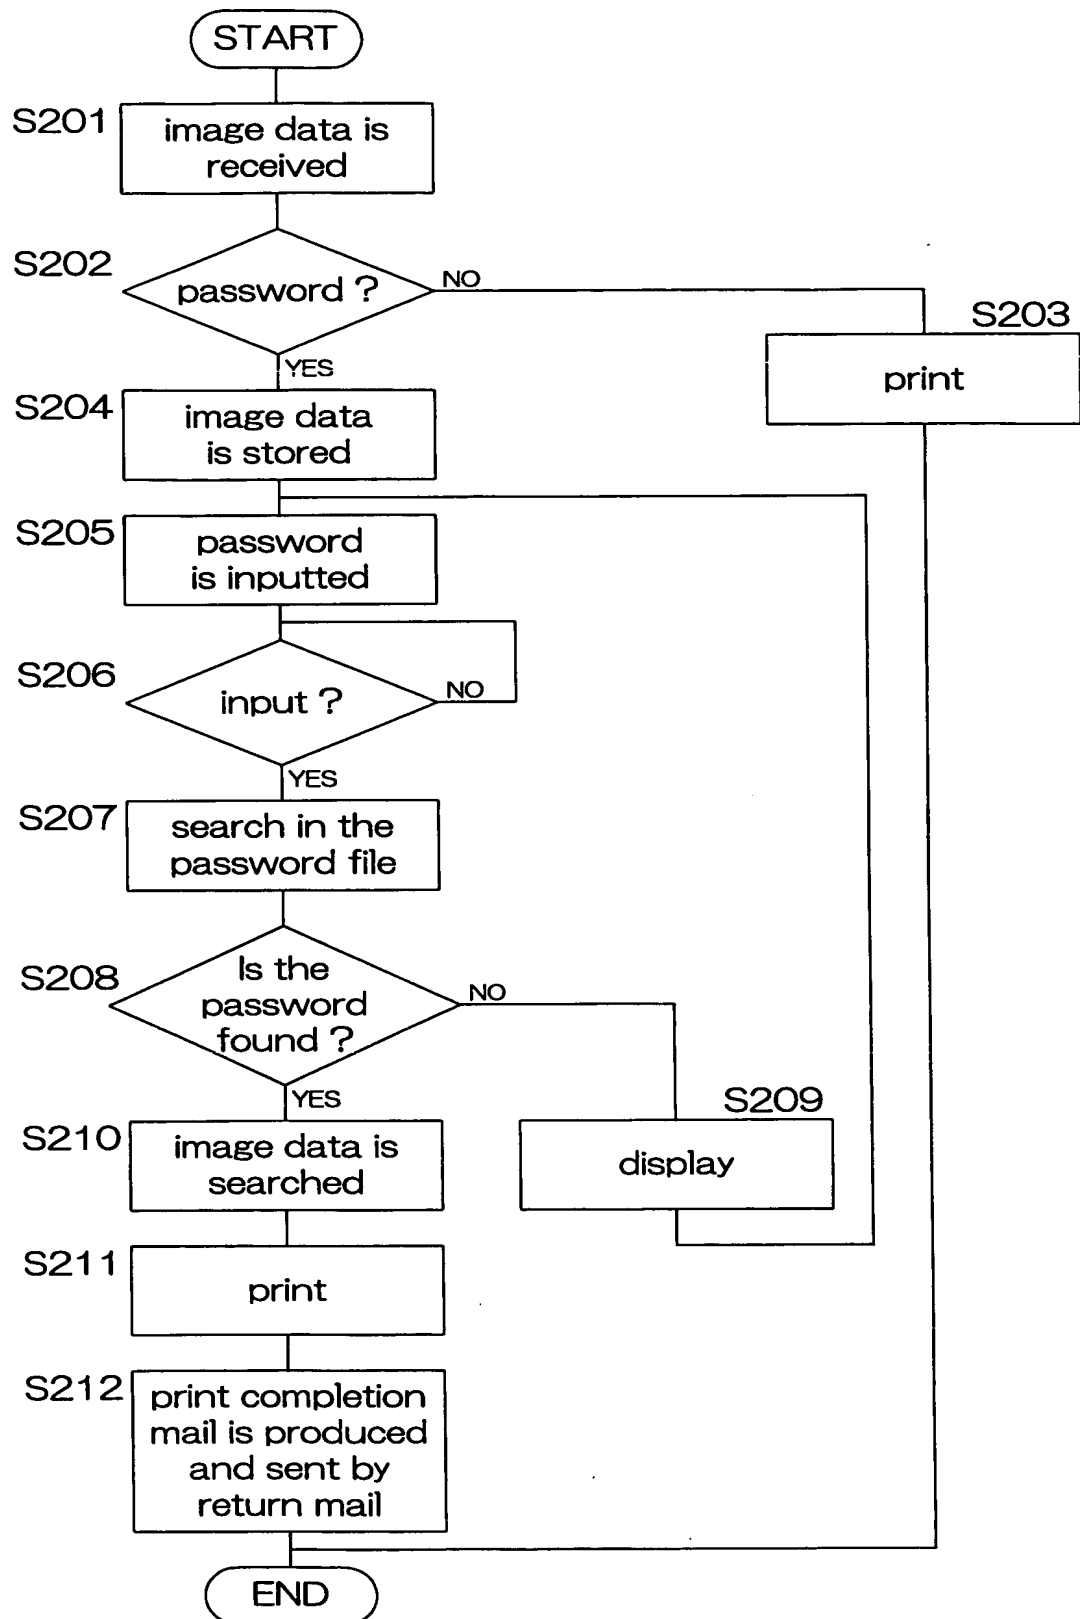 START
S201
image data is
received
S202
password ?
NO
YES
S203
print
S204
image data
is stored
S205
password
is inputted
S206
input ?
NO
YES
S207
search in the
password file
S208
Is the
password
found ?
NO
YES
S209
display
S210
image data is
searched
S211
print
S212
print completion
mail is produced
and sent by
return mail
END